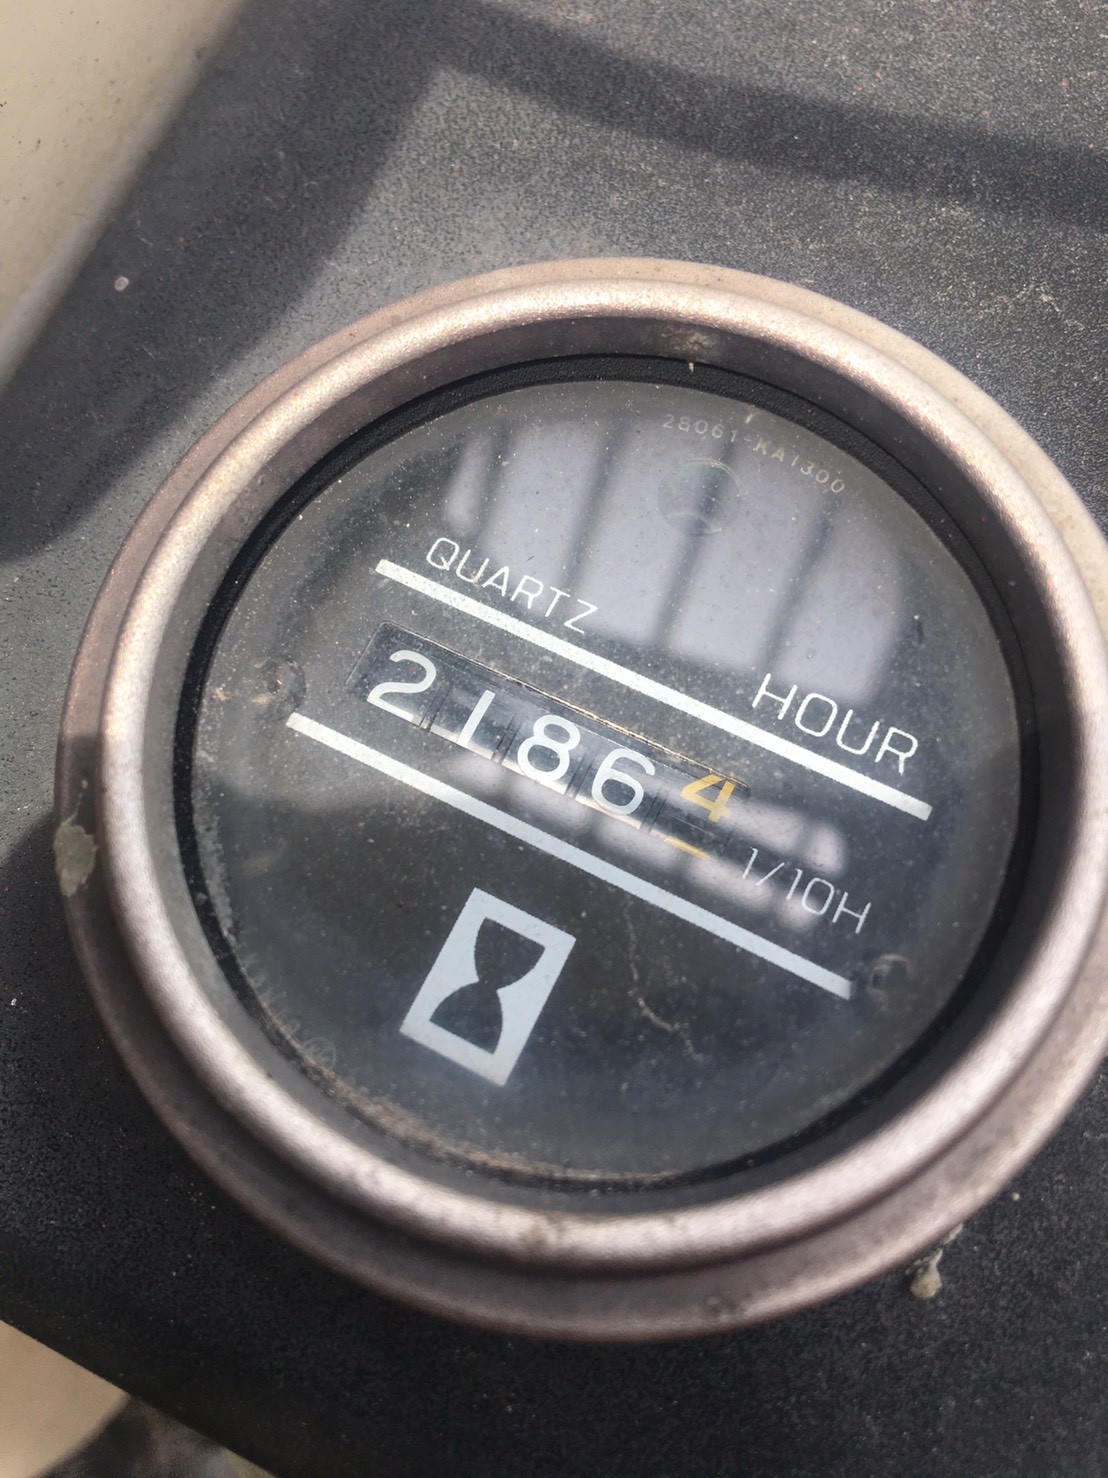 28061-KA1300
QUARTZ
HOUR
21864
1/10H